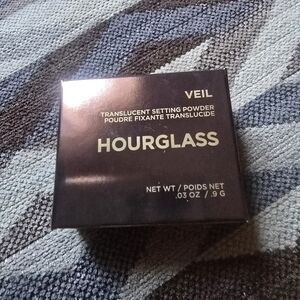 VEIL
TRANSLUCENT SETTING POWDER
POUDRE FIXANTE TRANSLUCIDE
HOURGLASS
NET WT / POIDS NET
.03 OZ / .9 G